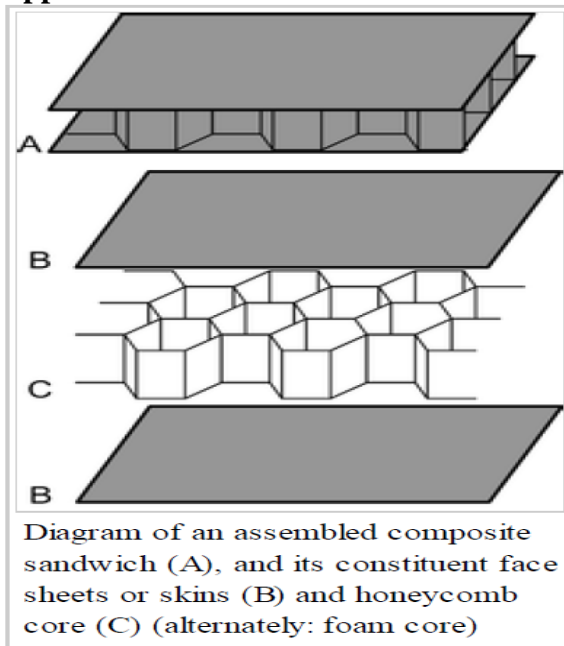 A
B
C
B
Diagram of an assembled composite
sandwich (A), and its constituent face
sheets or skins (B) and honeycomb
core (C) (alternately: foam core)